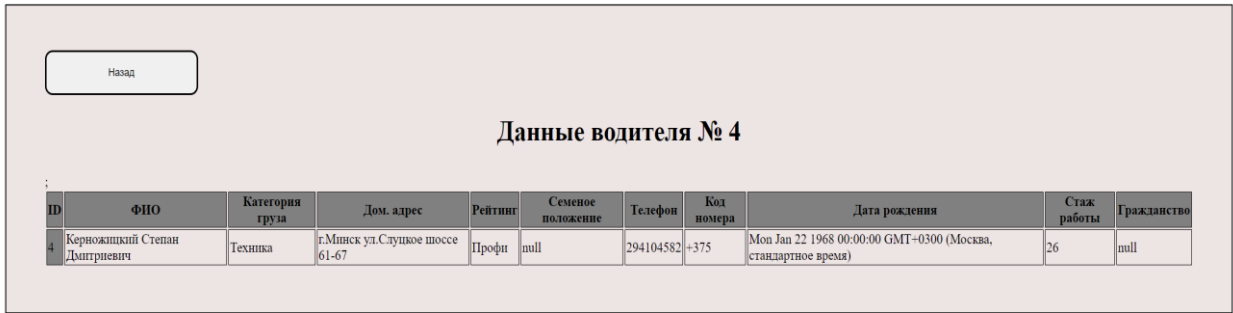 Назад
Данные водителя № 4
;
ID ФИО Категория груза Дом. адрес Рейтинг Семеное положение Телефон Код номера Дата рождения Стаж работы Гражданство
4 Керножицкий Степан Дмитриевич Техника г.Минск ул.Слуцкое шоссе 61-67 Профи null 294104582 +375 Mon Jan 22 1968 00:00:00 GMT+0300 (Москва, стандартное время) 26 null